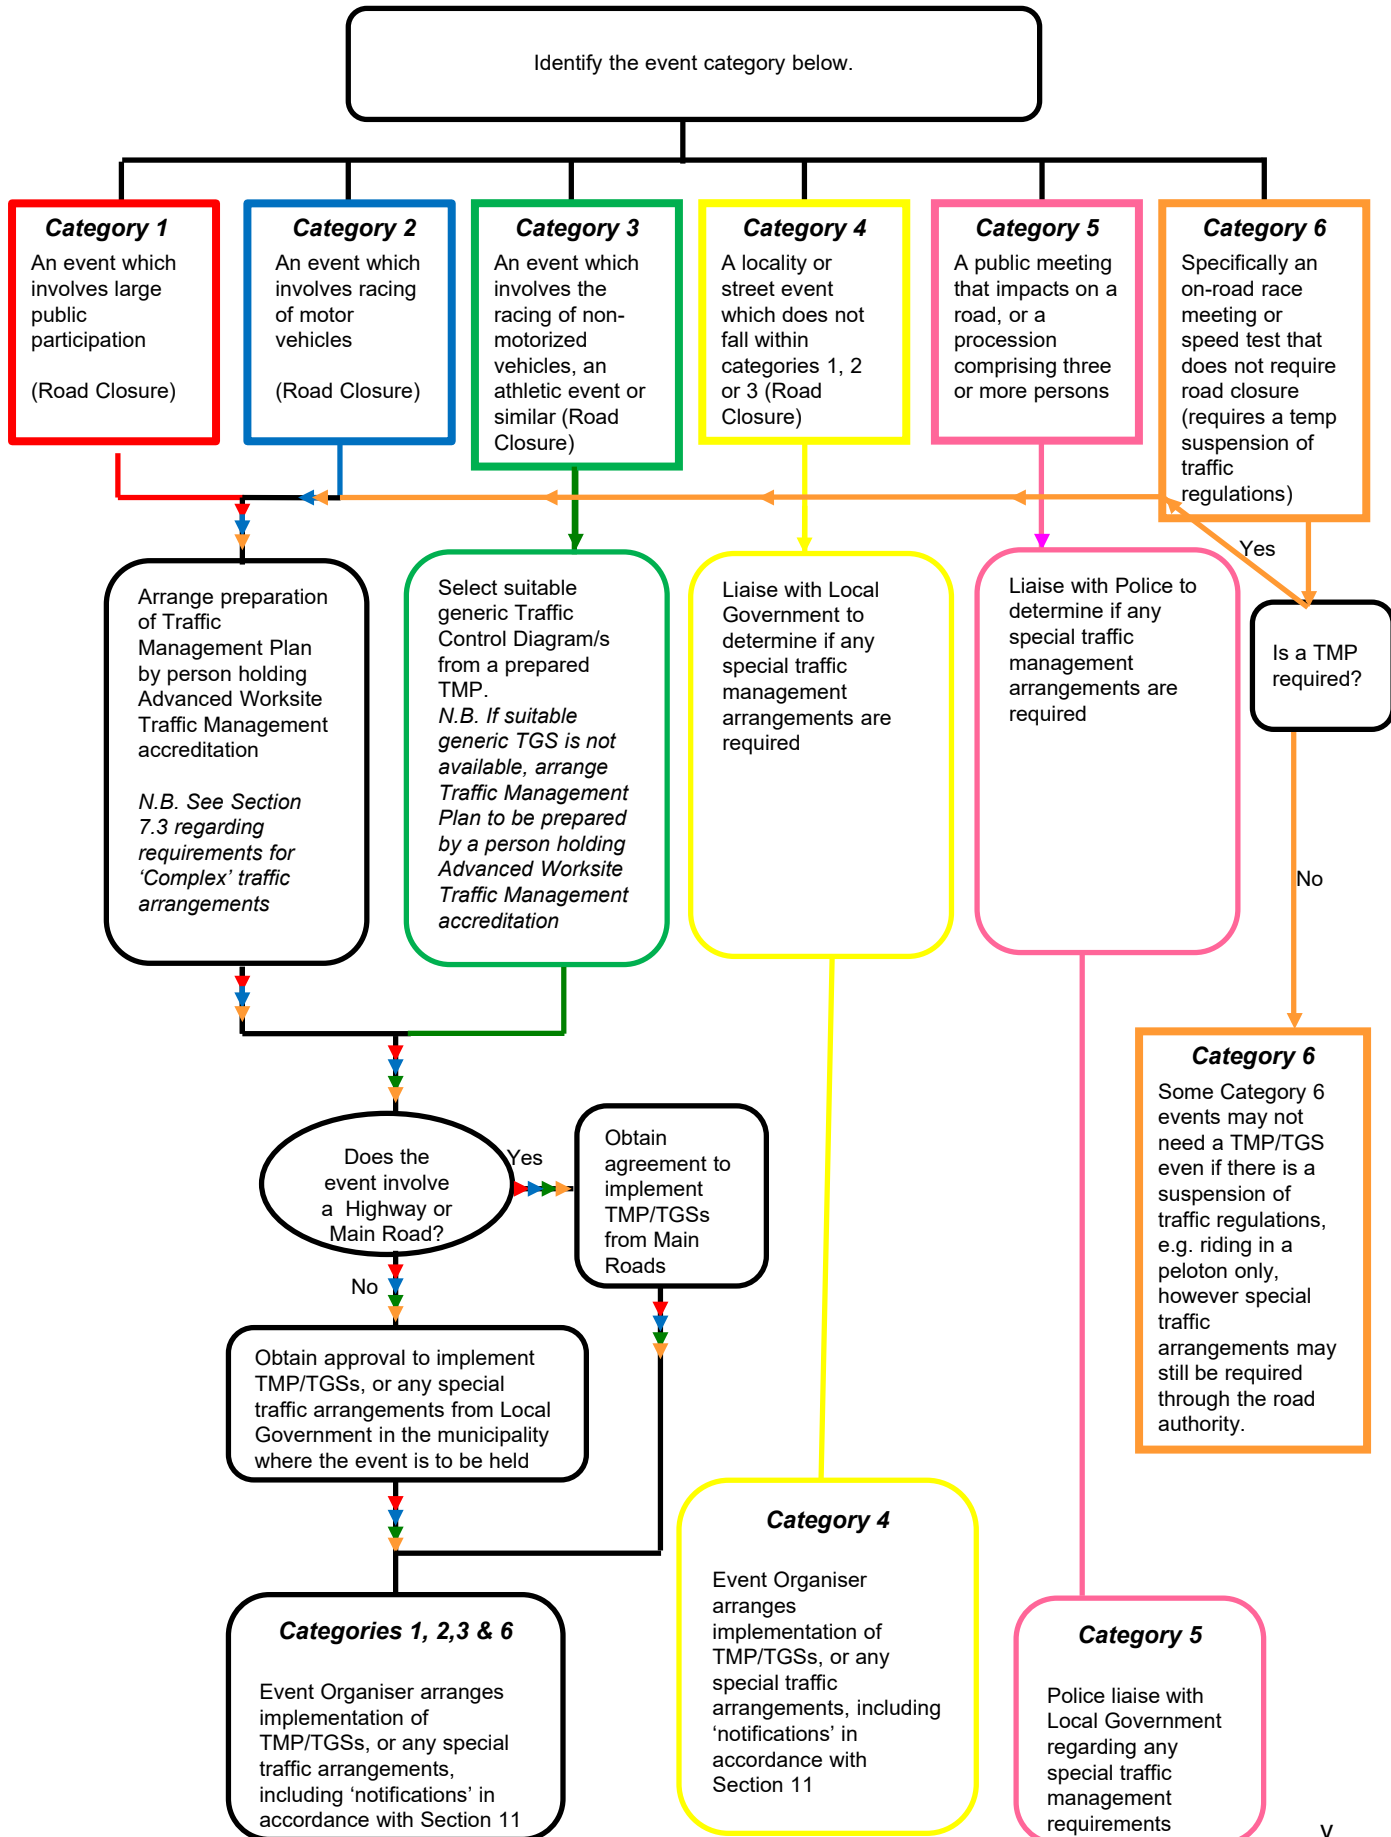 Identify the event category below.
Category 1
An event which
involves large
public
participation
(Road Closure)
Category 2
An event which
involves racing
of motor
vehicles
(Road Closure)
Category 3
An event which
involves the
racing of non-
motorized
vehicles, an
athletic event or
similar (Road
Closure)
Category 4
A locality or
street event
which does not
fall within
categories 1, 2
or 3 (Road
Closure)
Category 5
A public meeting
that impacts on a
road, or a
procession
comprising three
or more persons
Category 6
Specifically an
on-road race
meeting or
speed test that
does not require
road closure
(requires a temp
suspension of
traffic
regulations)
Yes
Arrange preparation
of Traffic
Management Plan
by person holding
Advanced Worksite
Traffic Management
accreditation
N.B. See Section
7.3 regarding
requirements for
‘Complex’ traffic
arrangements
Select suitable
generic Traffic
Control Diagram/s
from a prepared
TMP.
N.B. If suitable
generic TGS is not
available, arrange
Traffic Management
Plan to be prepared
by a person holding
Advanced Worksite
Traffic Management
accreditation
Liaise with Local
Government to
determine if any
special traffic
management
arrangements are
required
Liaise with Police to
determine if any
special traffic
management
arrangements are
required
Is a TMP
required?
No
Does the
event involve
a Highway or
Main Road?
Yes
Obtain
agreement to
implement
TMP/TGSs
from Main
Roads
No
Category 6
Some Category 6
events may not
need a TMP/TGS
even if there is a
suspension of
traffic regulations,
e.g. riding in a
peloton only,
however special
traffic
arrangements may
still be required
through the road
authority.
Obtain approval to implement
TMP/TGSs, or any special
traffic arrangements from Local
Government in the municipality
where the event is to be held
Categories 1, 2,3 & 6
Event Organiser arranges
implementation of
TMP/TGSs, or any special
traffic arrangements,
including ‘notifications’ in
accordance with Section 11
Category 4
Event Organiser
arranges
implementation of
TMP/TGSs, or any
special traffic
arrangements, including
‘notifications’ in
accordance with
Section 11
Category 5
Police liaise with
Local Government
regarding any
special traffic
management
requirements
v